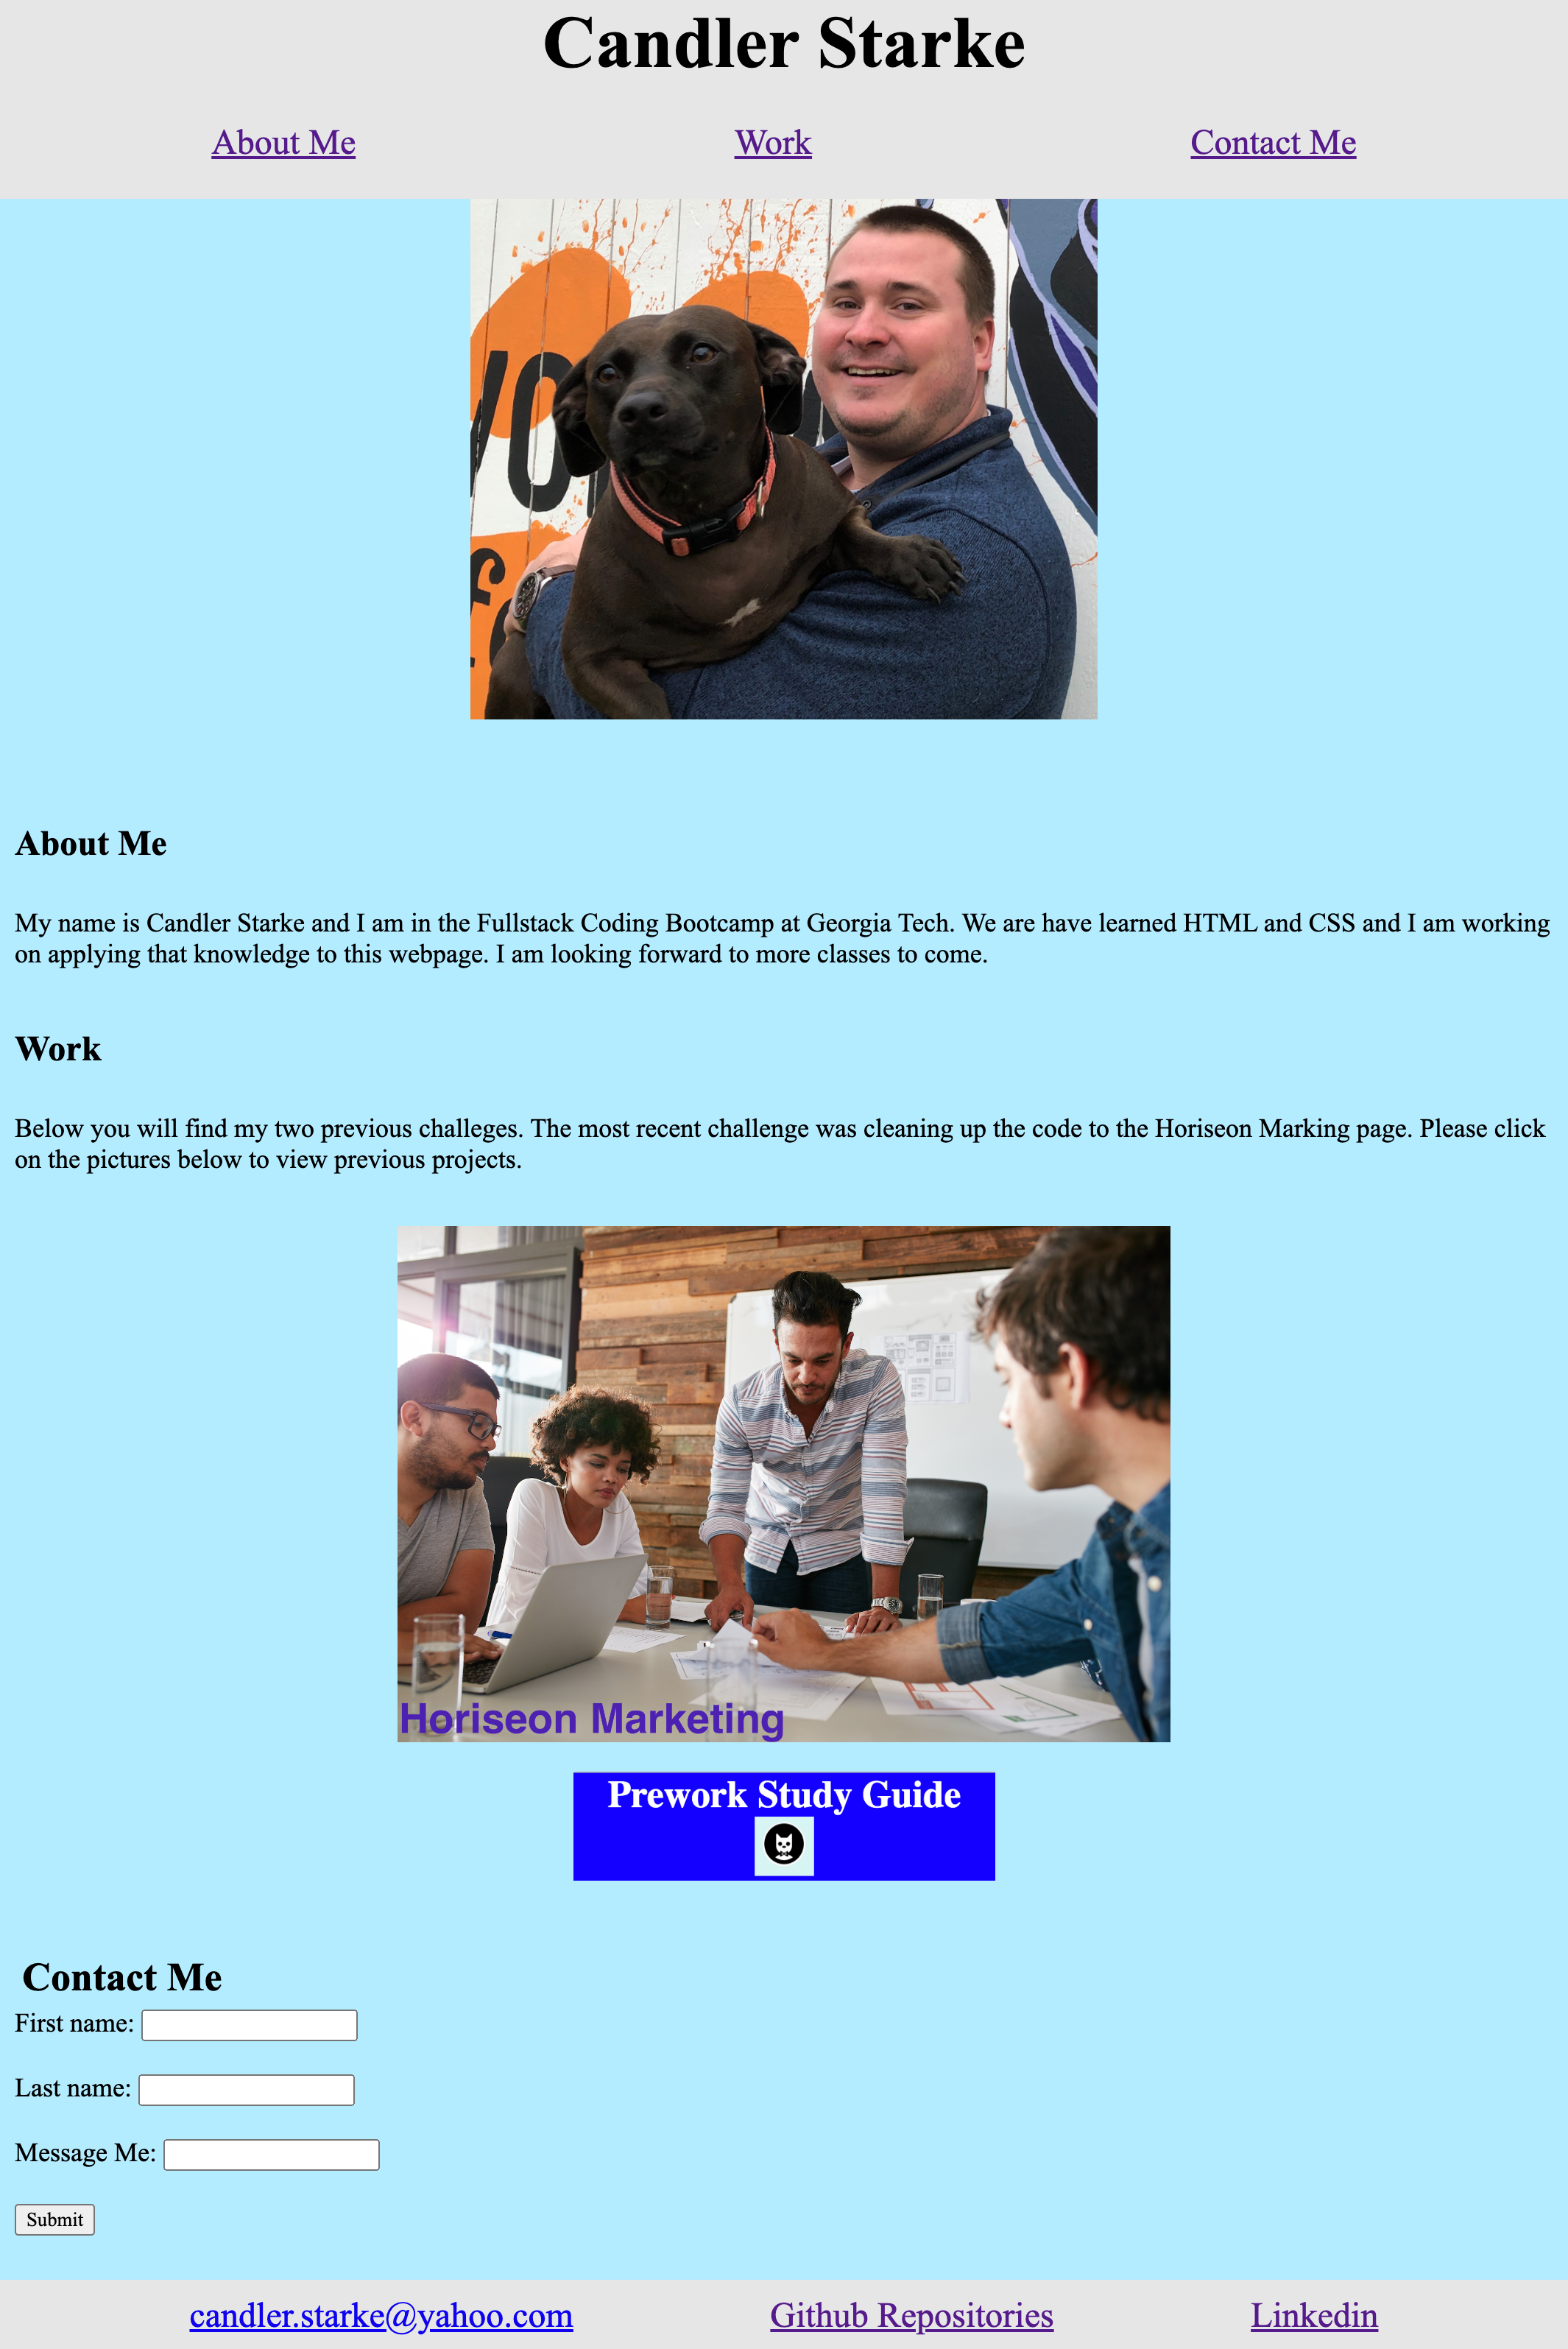 Candler Starke
About Me
Work
Contact Me
About Me
My name is Candler Starke and I am in the Fullstack Coding Bootcamp at Georgia Tech. We are have learned HTML and CSS and I am working
on applying that knowledge to this webpage. I am looking forward to more classes to come.
Work
Below you will find my two previous challeges. The most recent challenge was cleaning up the code to the Horiseon Marking page. Please click
on the pictures below to view previous projects.
Horiseon Marketing
Prework Study Guide
Contact Me
First name:
Last name:
Message Me:
Submit
candler.starke@yahoo.com
Github Repositories
Linkedin